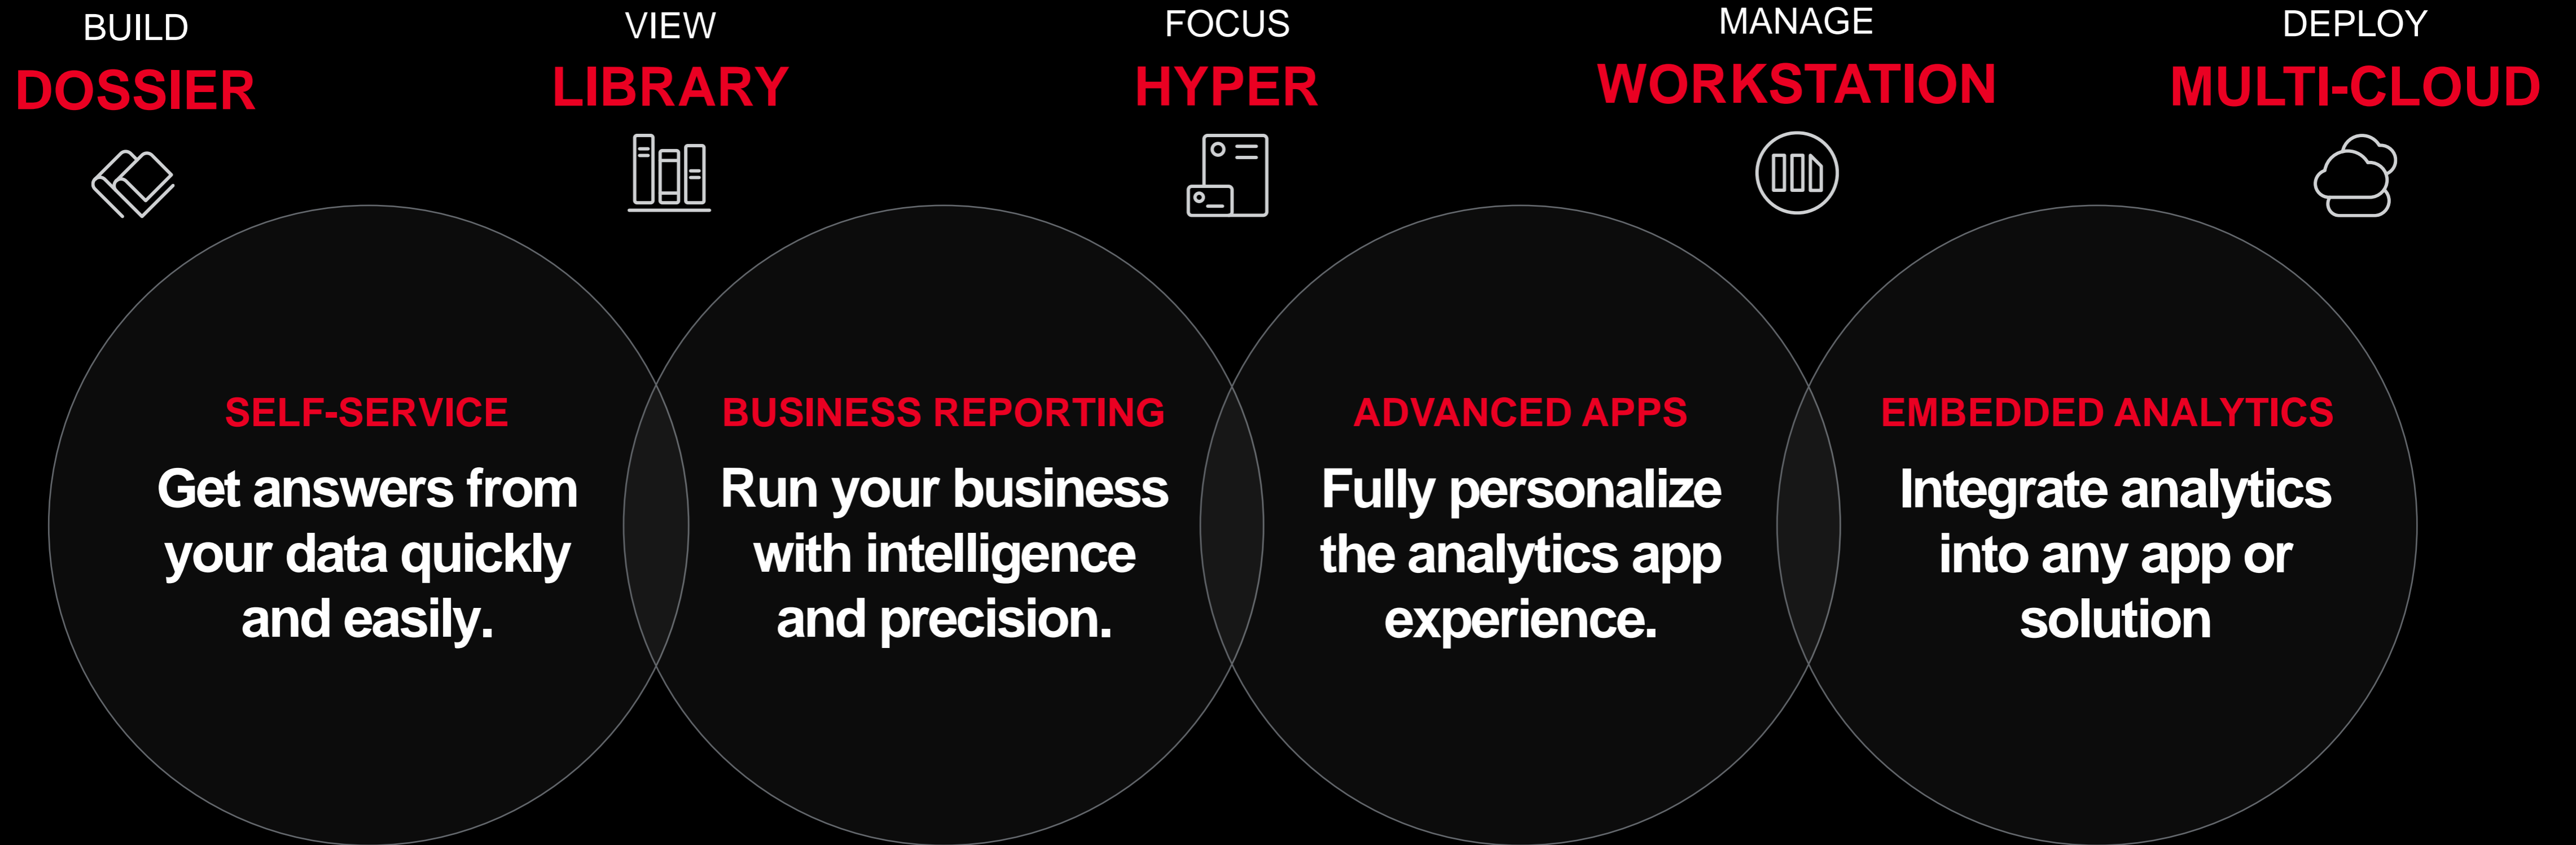 BUILD
DOSSIER
VIEW
LIBRARY
FOCUS
HYPER
MANAGE
WORKSTATION
DEPLOY
MULTI-CLOUD
SELF-SERVICE
Get answers from
your data quickly
and easily.
BUSINESS REPORTING
Run your business
with intelligence
and precision.
ADVANCED APPS
Fully personalize
the analytics app
experience.
EMBEDDED ANALYTICS
Integrate analytics
into any app or
solution